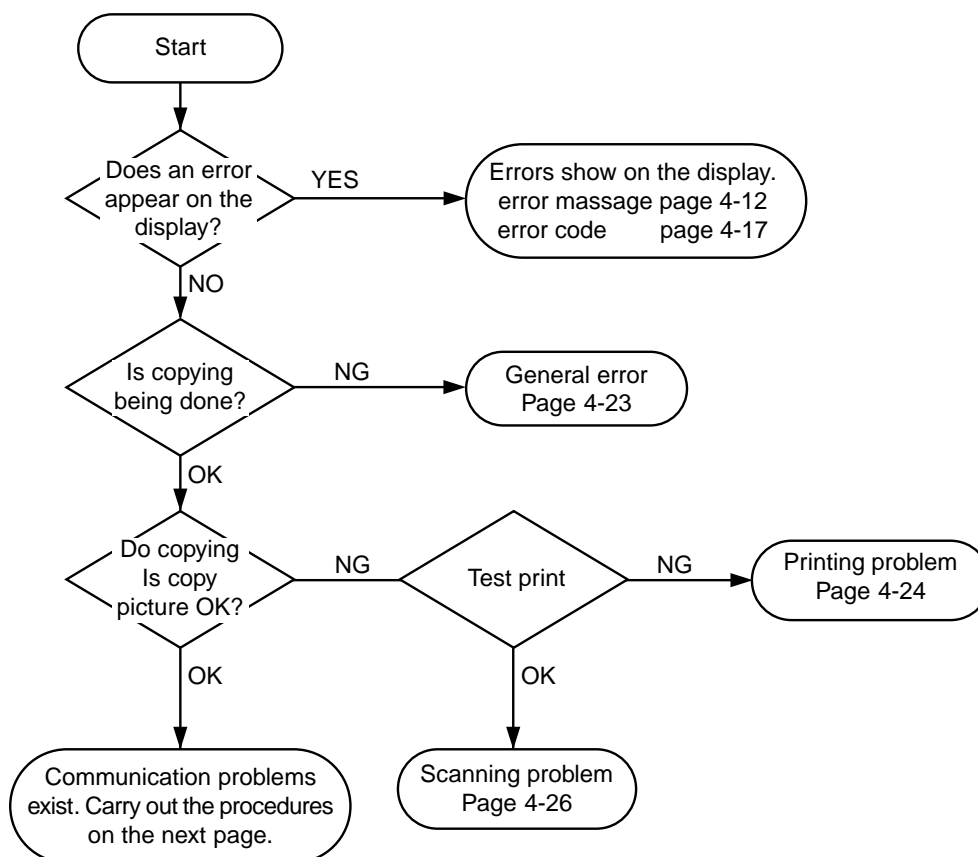 Start
Does an error
appear on the
display?
YES
Errors show on the display.
error massage page 4-12
error code page 4-17
NO
Is copying
being done?
NG
General error
Page 4-23
OK
Do copying
Is copy
picture OK?
NG
Test print
NG
Printing problem
Page 4-24
OK
OK
Communication problems
exist. Carry out the procedures
on the next page.
Scanning problem
Page 4-26